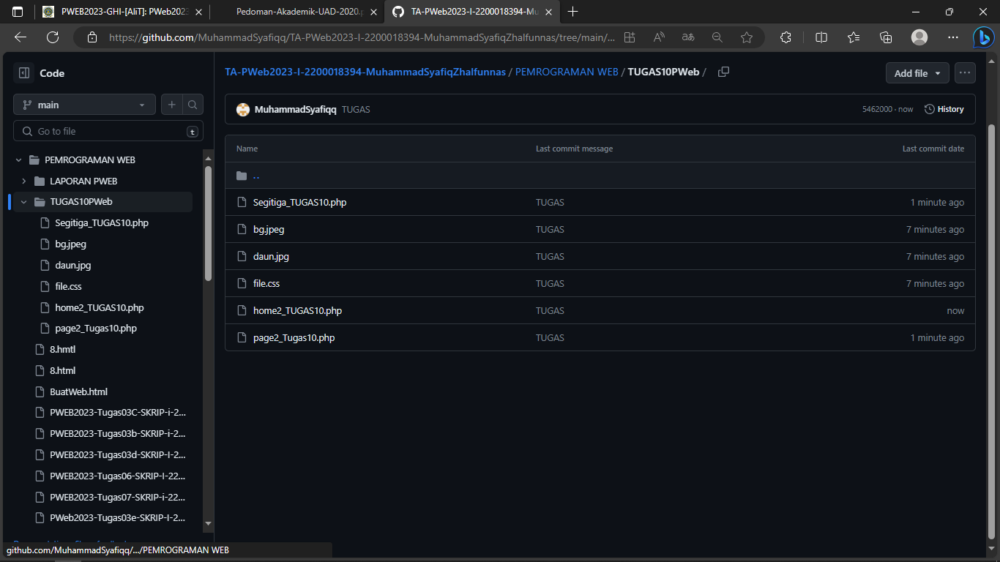 PWEB2023-GHI-[AliT]: PWeb2023
Pedoman-Akademik-UAD-2020.p
TA-PWeb2023-I-2200018394-Mu
https://github.com/MuhammadSyafiqq/TA-PWeb2023-I-2200018394-MuhammadSyafiqZhalfunnas/tree/main/...
Code
main
Go to file
t
PEMROGRAMAN WEB
LAPORAN PWEB
TUGAS10PWeb
Segitiga_TUGAS10.php
bg.jpeg
daun.jpg
file.css
home2_TUGAS10.php
page2_Tugas10.php
8.hmtl
8.html
BuatWeb.html
PWEB2023-Tugas03C-SKRIP-i-2...
PWEB2023-Tugas03b-SKRIP-i-2...
PWEB2023-Tugas03d-SKRIP-I-2...
PWEB2023-Tugas06-SKRIP-I-22...
PWEB2023-Tugas07-SKRIP-i-22...
PWeb2023-Tugas03e-SKRIP-I-2...
github.com/MuhammadSyafiqq/.../PEMROGRAMAN WEB
TA-PWeb2023-I-2200018394-MuhammadSyafiqZhalfunnas / PEMROGRAMAN WEB / TUGAS10PWeb /
Add file
MuhammadSyafiqq TUGAS
5462000 · now History
Name Last commit message Last commit date
..
Segitiga_TUGAS10.php TUGAS 1 minute ago
bg.jpeg TUGAS 7 minutes ago
daun.jpg TUGAS 7 minutes ago
file.css TUGAS 7 minutes ago
home2_TUGAS10.php TUGAS now
page2_Tugas10.php TUGAS 1 minute ago